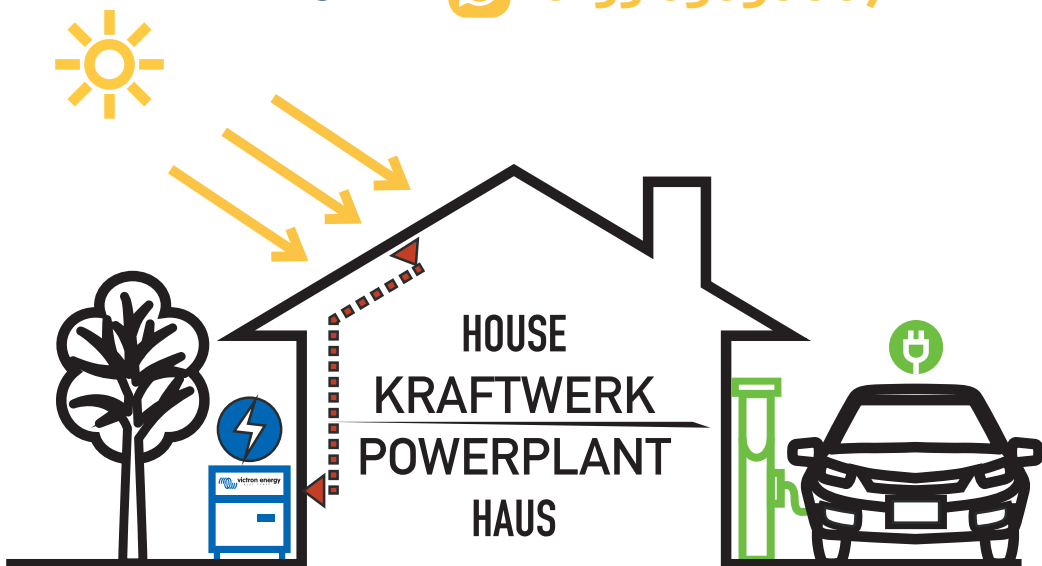 HOUSE
KRAFTWERK
POWERPLANT
HAUS
victron energy